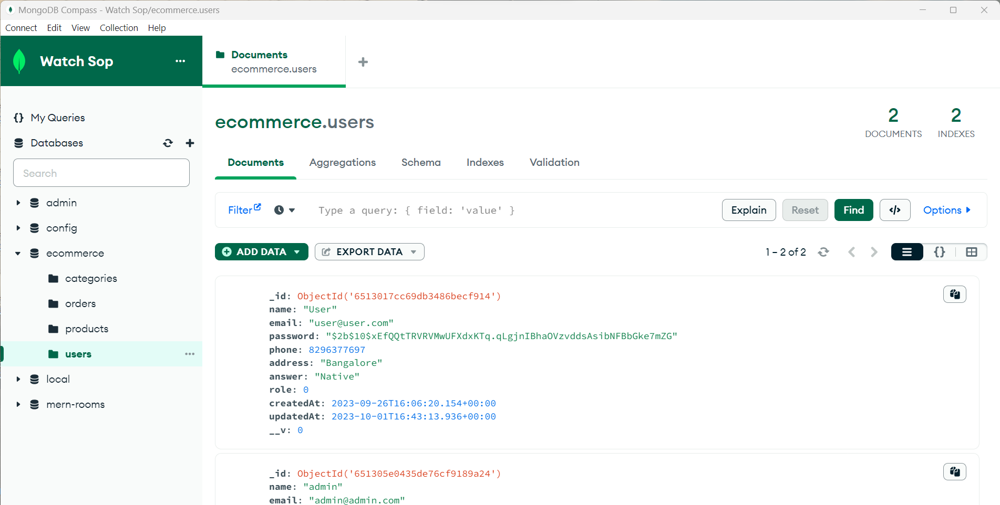 MongoDB Compass - Watch Sop/ecommerce.users
Connect Edit View Collection Help
Watch Sop
Documents
ecommerce.users
My Queries
Databases
Search
admin
config
ecommerce
categories
orders
products
users
local
mern-rooms
ecommerce.users
2
DOCUMENTS
2
INDEXES
Documents Aggregations Schema Indexes Validation
Filter Type a query: { field: 'value' } Explain Reset Find </> Options
ADD DATA EXPORT DATA 1 – 2 of 2 {}
_id: ObjectId('6513017cc69db3486becf914')
name: "User"
email: "user@user.com"
password: "$2b$10$xEfQQtTRVRVMwUFXdxKTq.qLgjnIBhaOVzvddsAsibNFBbGke7mZG"
phone: 8296377697
address: "Bangalore"
answer: "Native"
role: 0
createdAt: 2023-09-26T16:06:20.154+00:00
updatedAt: 2023-10-01T16:43:13.936+00:00
__v: 0
_id: ObjectId('651305e0435de76cf9189a24')
name: "admin"
email: "admin@admin.com"